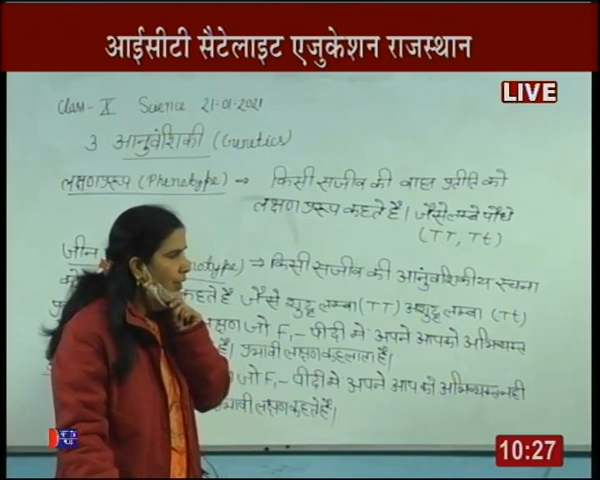 आईसीटी सैटेलाइट एजुकेशन राजस्थान
LIVE
Class- X Science 21-01-2021
3 आनुवंशिकी (Genetics)
लक्षणप्ररूप (Phenotype) → किसी सजीव की बाह्य प्रतीति को
लक्षण प्ररूप कहते है। जैसे लम्बे पौधे
(TT, Tt)
जीन otype) → किसी सजीव की आनुवंशिकीय रचना
को कहते है जैसे शुद्ध लम्बा (TT) अशुद्ध लम्बा (Tt)
लक्षण जो F₁- पीढी में अपने आपको अभिव्यक्त
है। प्रभावी लक्षण कहलाता है।
जो F₁- पीढी मे अपने आप को अभिव्यक्त नही
प्रभावी लक्षण कहते है।
10:27